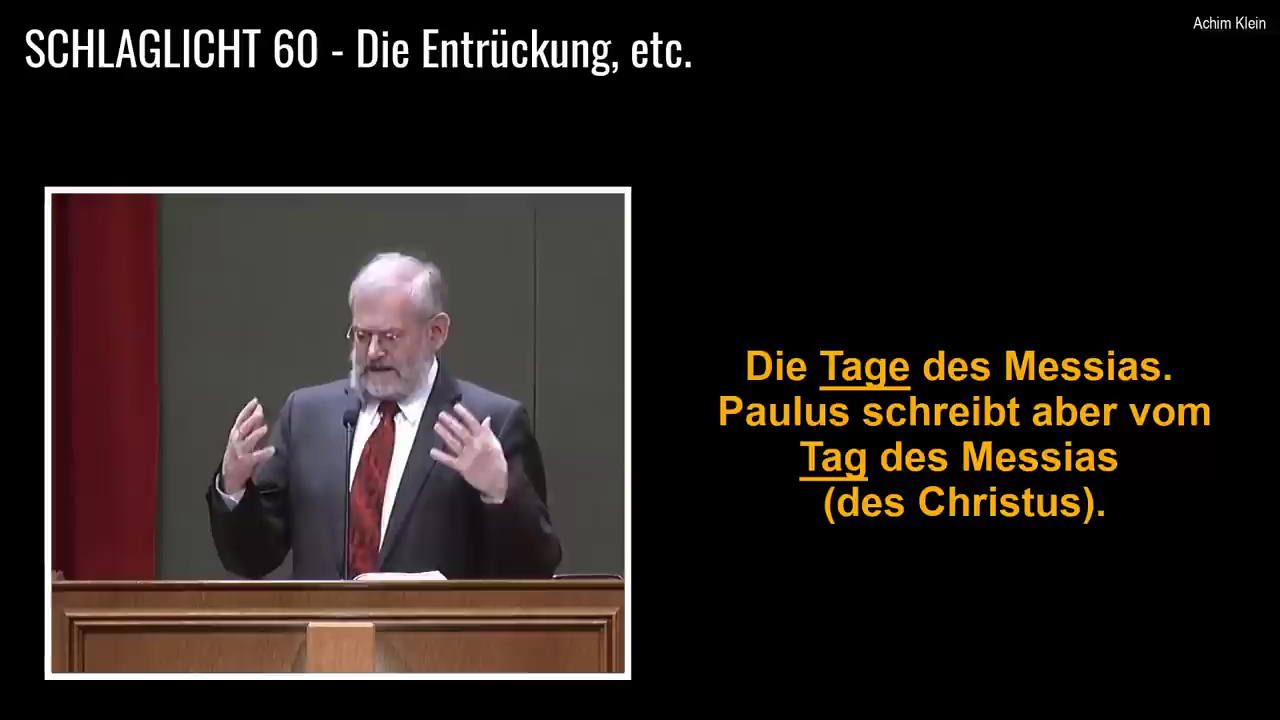 SCHLAGLICHT 60 - Die Entrückung, etc.
Achim Klein
Die Tage des Messias.
Paulus schreibt aber vom
Tag des Messias
(des Christus).